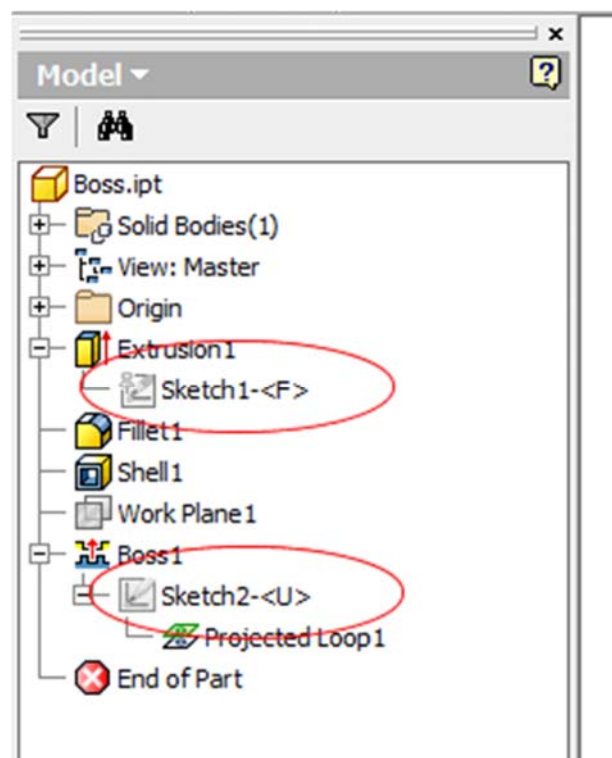 Model
Boss.ipt
Solid Bodies(1)
View: Master
Origin
Extrusion1
Sketch1-<F>
Fillet1
Shell1
Work Plane1
Boss1
Sketch2-<U>
Projected Loop1
End of Part